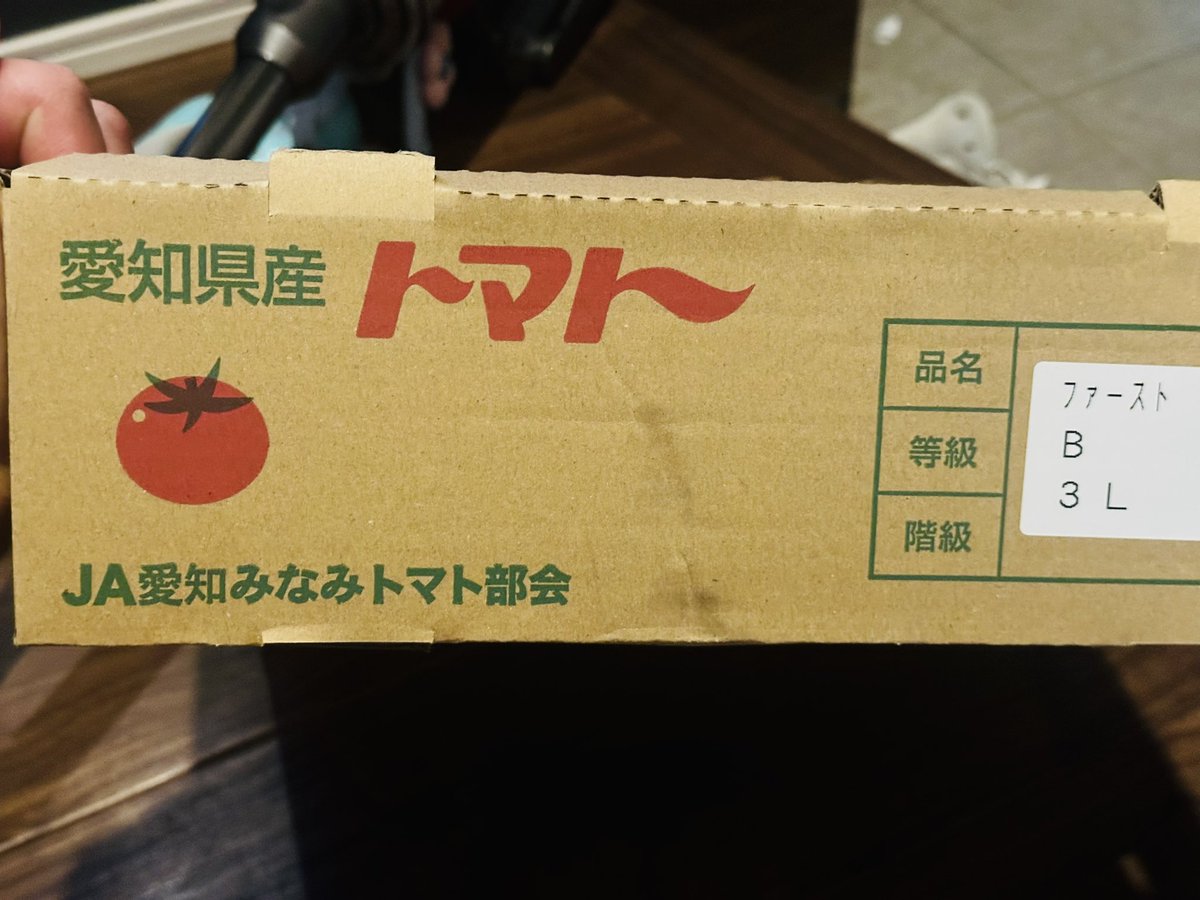 愛知県産トマト
JA愛知みなみトマト部会
品名 ファースト
等級 B
階級 3L